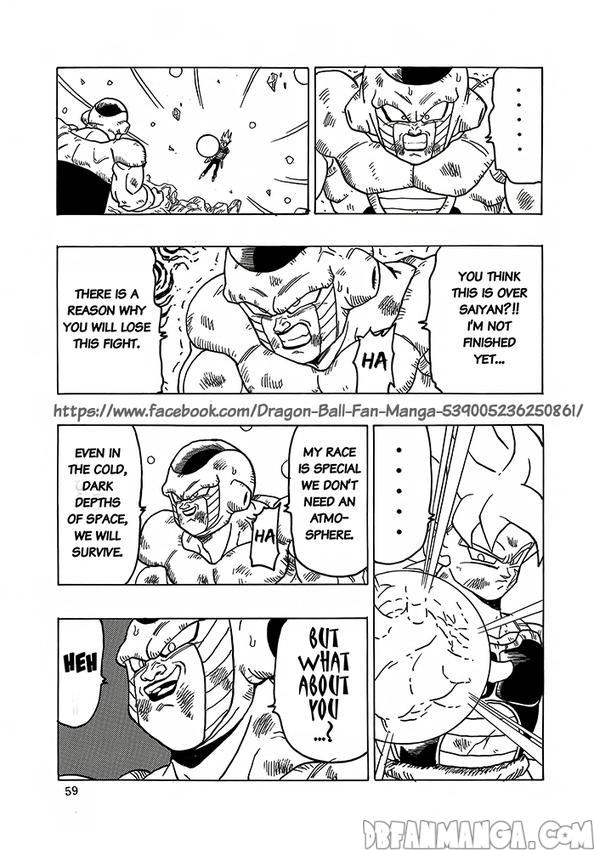 . . . . .
YOU THINK
THIS IS OVER
SAIYAN?!!
I'M NOT
FINISHED
YET...
HA
THERE IS A
REASON WHY
YOU WILL LOSE
THIS FIGHT.
https://www.facebook.com/Dragon-Ball-Fan-Manga-539005236250861/
. . . . .
MY RACE
IS SPECIAL
WE DON'T
NEED AN
ATMO-
SPHERE.
HA
EVEN IN
THE COLD,
DARK
DEPTHS
OF SPACE,
WE WILL
SURVIVE.
BUT
WHAT
ABOUT
YOU
...?
HEH
59
DBFANMANGA.COM